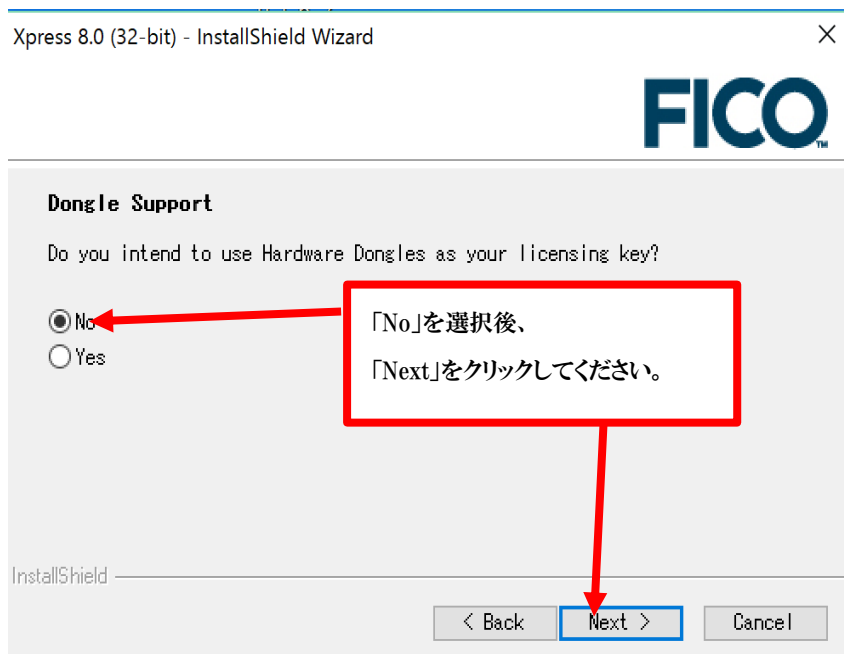 Xpress 8.0 (32-bit) - InstallShield Wizard
FICO™
Dongle Support
Do you intend to use Hardware Dongles as your licensing key?
No
Yes
「No」を選択後、
「Next」をクリックしてください。
InstallShield
< Back Next > Cancel